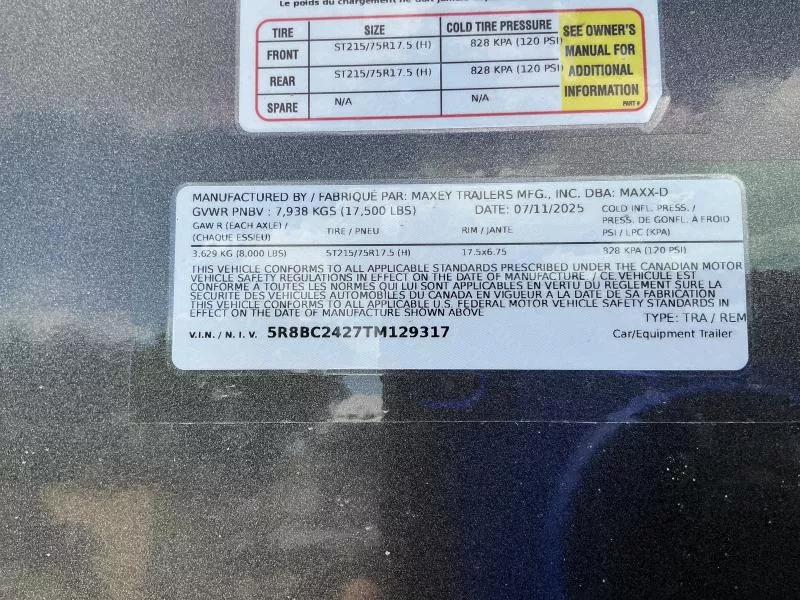 Le poids du chargement ne doit jamais
TIRE SIZE COLD TIRE PRESSURE SEE OWNER'S MANUAL FOR ADDITIONAL INFORMATION
FRONT ST215/75R17.5 (H) 828 KPA (120 PSI)
REAR ST215/75R17.5 (H) 828 KPA (120 PSI)
SPARE N/A N/A
PART #
MANUFACTURED BY / FABRIQUÉ PAR: MAXEY TRAILERS MFG., INC. DBA: MAXX-D
GVWR PNBV : 7,938 KGS (17,500 LBS) DATE: 07/11/2025 COLD INFL. PRESS. /
PRESS. DE GONFL. À FROID
GAW R (EACH AXLE) / TIRE / PNEU RIM / JANTE PSI / LPC (KPA)
(CHAQUE ESSIEU)
3,629 KG (8,000 LBS) ST215/75R17.5 (H) 17.5x6.75 828 KPA (120 PSI)
THIS VEHICLE CONFORMS TO ALL APPLICABLE STANDARDS PRESCRIBED UNDER THE CANADIAN MOTOR
VEHICLE SAFETY REGULATIONS IN EFFECT ON THE DATE OF MANUFACTURE. / CE VEHICULE EST
CONFORME A TOUTES LES NORMES QUI LUI SONT APPLICABLES EN VERTU DU REGLEMENT SUR LA
SECURITE DES VEHICULES AUTOMOBILES DU CANADA EN VIGUEUR A LA DATE DE SA FABRICATION
THIS VEHICLE CONFORMS TO ALL APPLICABLE U.S. FEDERAL MOTOR VEHICLE SAFETY STANDARDS IN
EFFECT ON THE DATE OF MANUFACTURE SHOWN ABOVE
TYPE: TRA / REM
V.I.N. / N. I. V. 5R8BC2427TM129317 Car/Equipment Trailer